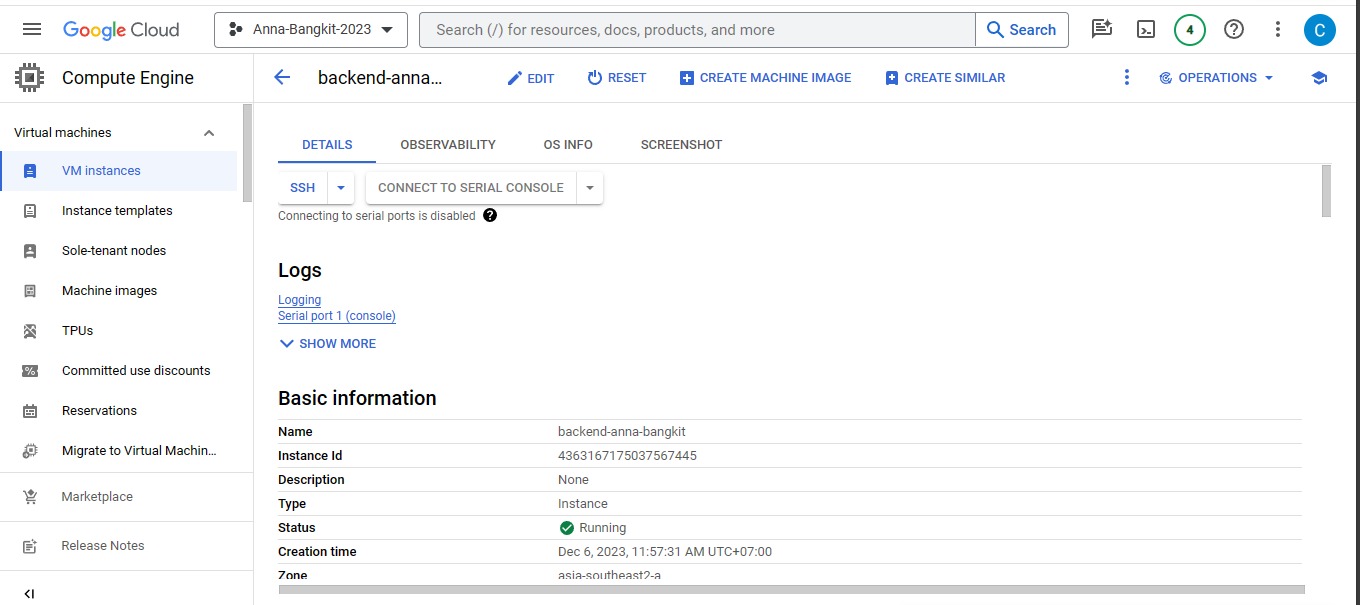 Google Cloud
Anna-Bangkit-2023
Search (/) for resources, docs, products, and more
Search
4
C
Compute Engine
backend-anna...
EDIT
RESET
CREATE MACHINE IMAGE
CREATE SIMILAR
OPERATIONS
Virtual machines
VM instances
Instance templates
Sole-tenant nodes
Machine images
TPUs
Committed use discounts
Reservations
Migrate to Virtual Machin...
Marketplace
Release Notes
DETAILS
OBSERVABILITY
OS INFO
SCREENSHOT
SSH
CONNECT TO SERIAL CONSOLE
Connecting to serial ports is disabled
Logs
Logging
Serial port 1 (console)
SHOW MORE
Basic information
Name backend-anna-bangkit
Instance Id 4363167175037567445
Description None
Type Instance
Status Running
Creation time Dec 6, 2023, 11:57:31 AM UTC+07:00
Zone asia-southeast2-a